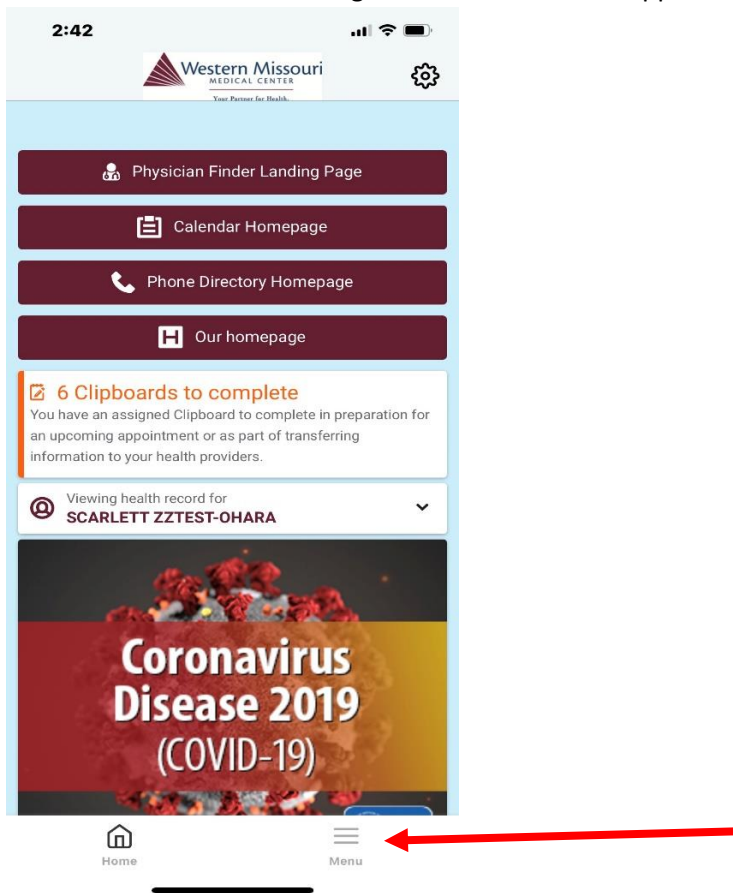 2:42
Western Missouri
MEDICAL CENTER
Your Partner for Health.
Physician Finder Landing Page
Calendar Homepage
Phone Directory Homepage
Our homepage
6 Clipboards to complete
You have an assigned Clipboard to complete in preparation for
an upcoming appointment or as part of transferring
information to your health providers.
Viewing health record for
SCARLETT ZZTEST-OHARA
Coronavirus
Disease 2019
(COVID-19)
Home
Menu